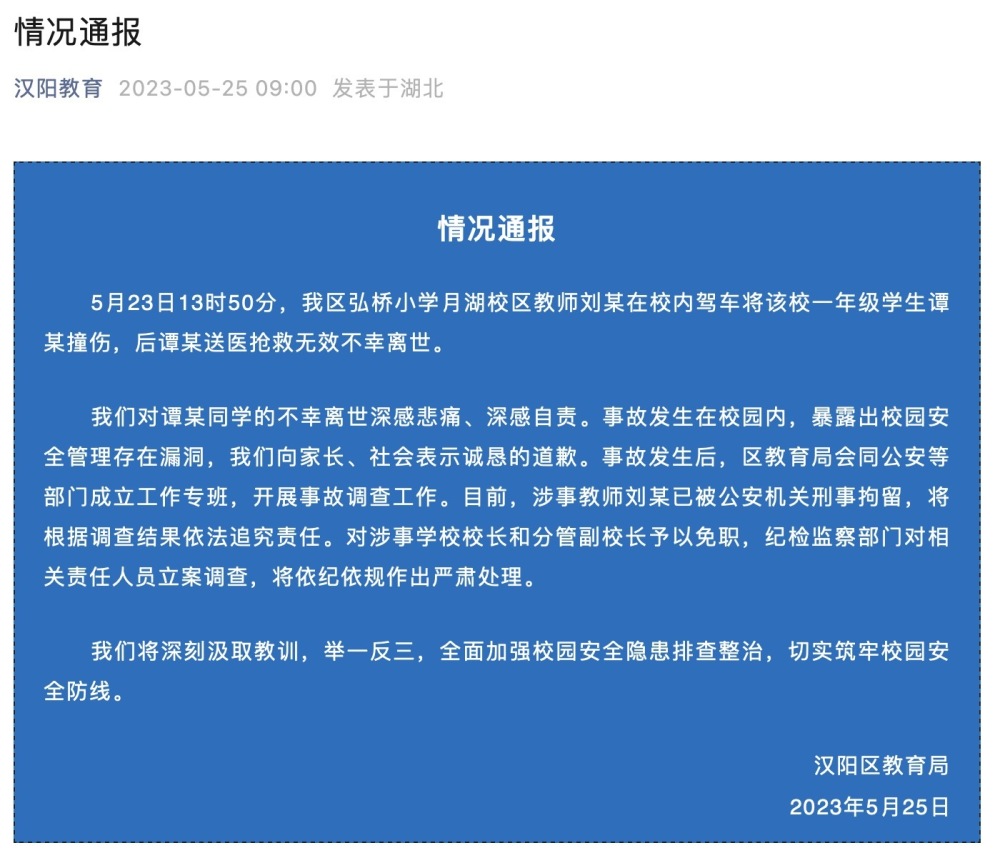 情况通报
汉阳教育 2023-05-25 09:00 发表于湖北
情况通报
5月23日13时50分，我区弘桥小学月湖校区教师刘某在校内驾车将该校一年级学生谭
某撞伤，后谭某送医抢救无效不幸离世。
我们对谭某同学的不幸离世深感悲痛、深感自责。事故发生在校园内，暴露出校园安
全管理存在漏洞，我们向家长、社会表示诚恳的道歉。事故发生后，区教育局会同公安等
部门成立工作专班，开展事故调查工作。目前，涉事教师刘某已被公安机关刑事拘留，将
根据调查结果依法追究责任。对涉事学校校长和分管副校长予以免职，纪检监察部门对相
关责任人员立案调查，将依纪依规作出严肃处理。
我们将深刻汲取教训，举一反三，全面加强校园安全隐患排查整治，切实筑牢校园安
全防线。
汉阳区教育局
2023年5月25日